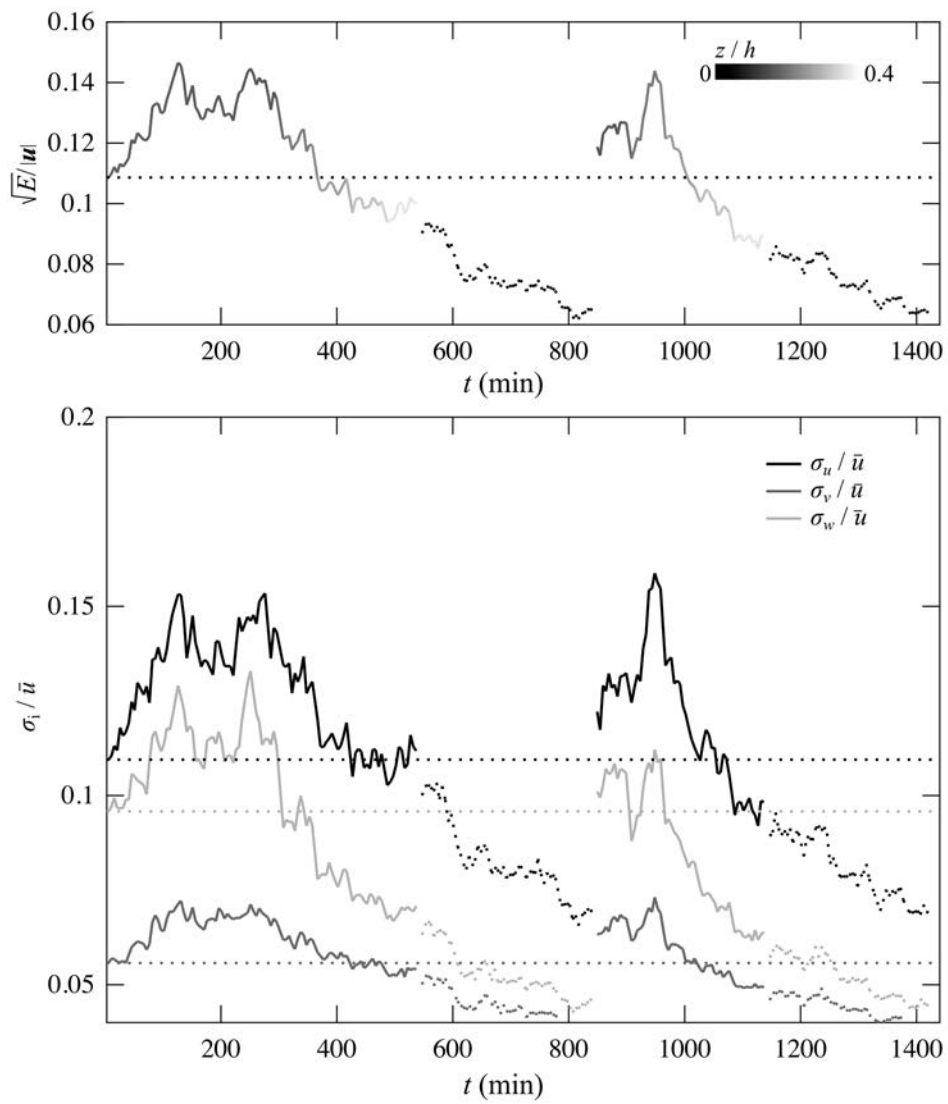 0.16
0.14
0.12
0.1
0.08
0.06
√E/|u|
z / h
0 0.4
200 400 600 800 1000 1200 1400
t (min)
0.2
0.15
0.1
0.05
σi / ū
σu / ū
σv / ū
σw / ū
200 400 600 800 1000 1200 1400
t (min)